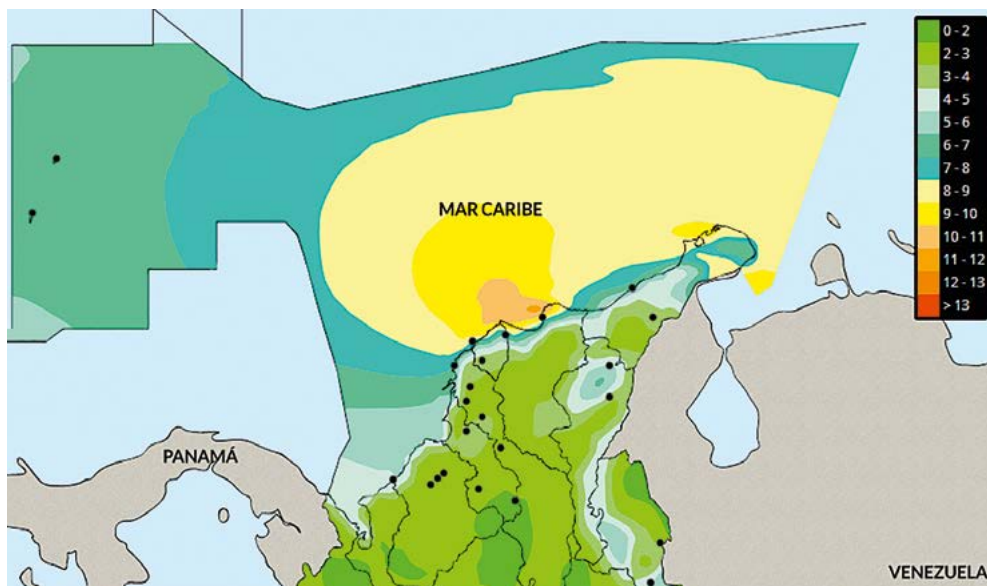 0 - 2
2 - 3
3 - 4
4 - 5
5 - 6
6 - 7
7 - 8
8 - 9
9 - 10
10 - 11
11 - 12
12 - 13
> 13
MAR CARIBE
PANAMÁ
VENEZUELA